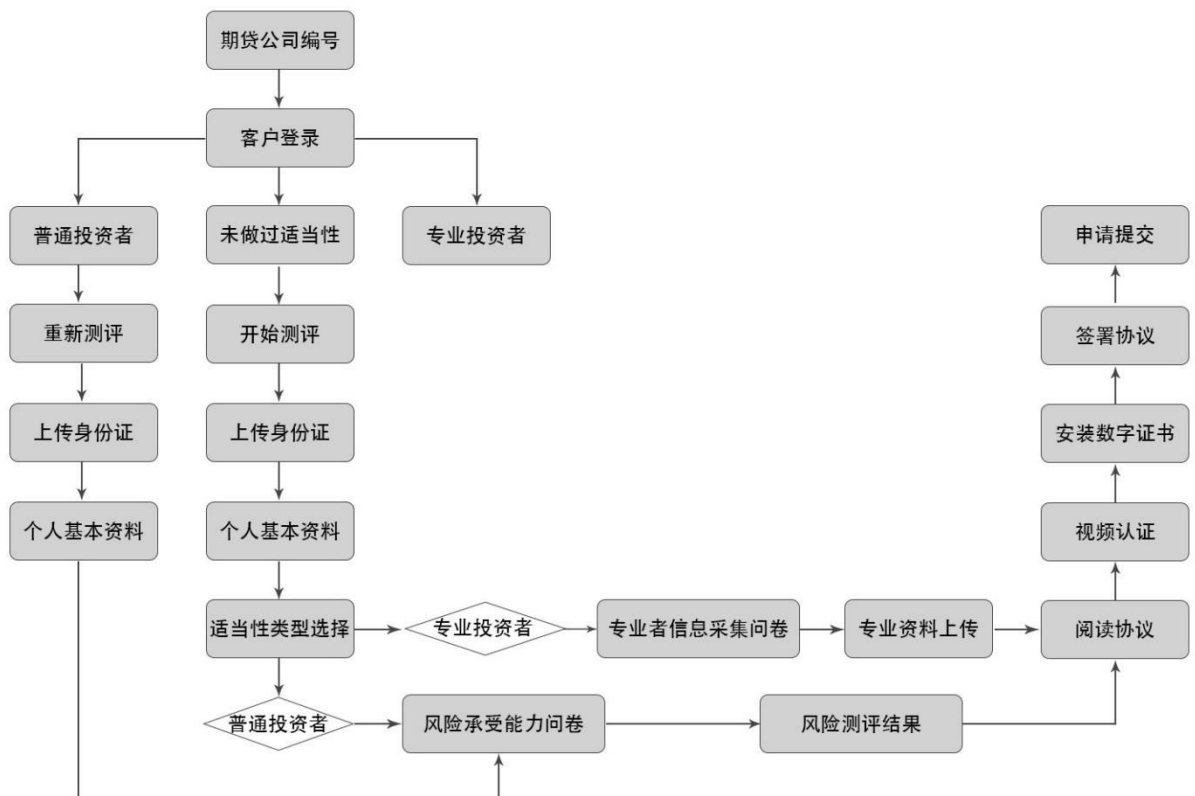 期贷公司编号
客户登录
普通投资者
未做过适当性
专业投资者
申请提交
重新测评
开始测评
签署协议
上传身份证
上传身份证
安装数字证书
个人基本资料
个人基本资料
视频认证
适当性类型选择
专业投资者
专业者信息采集问卷
专业资料上传
阅读协议
普通投资者
风险承受能力问卷
风险测评结果